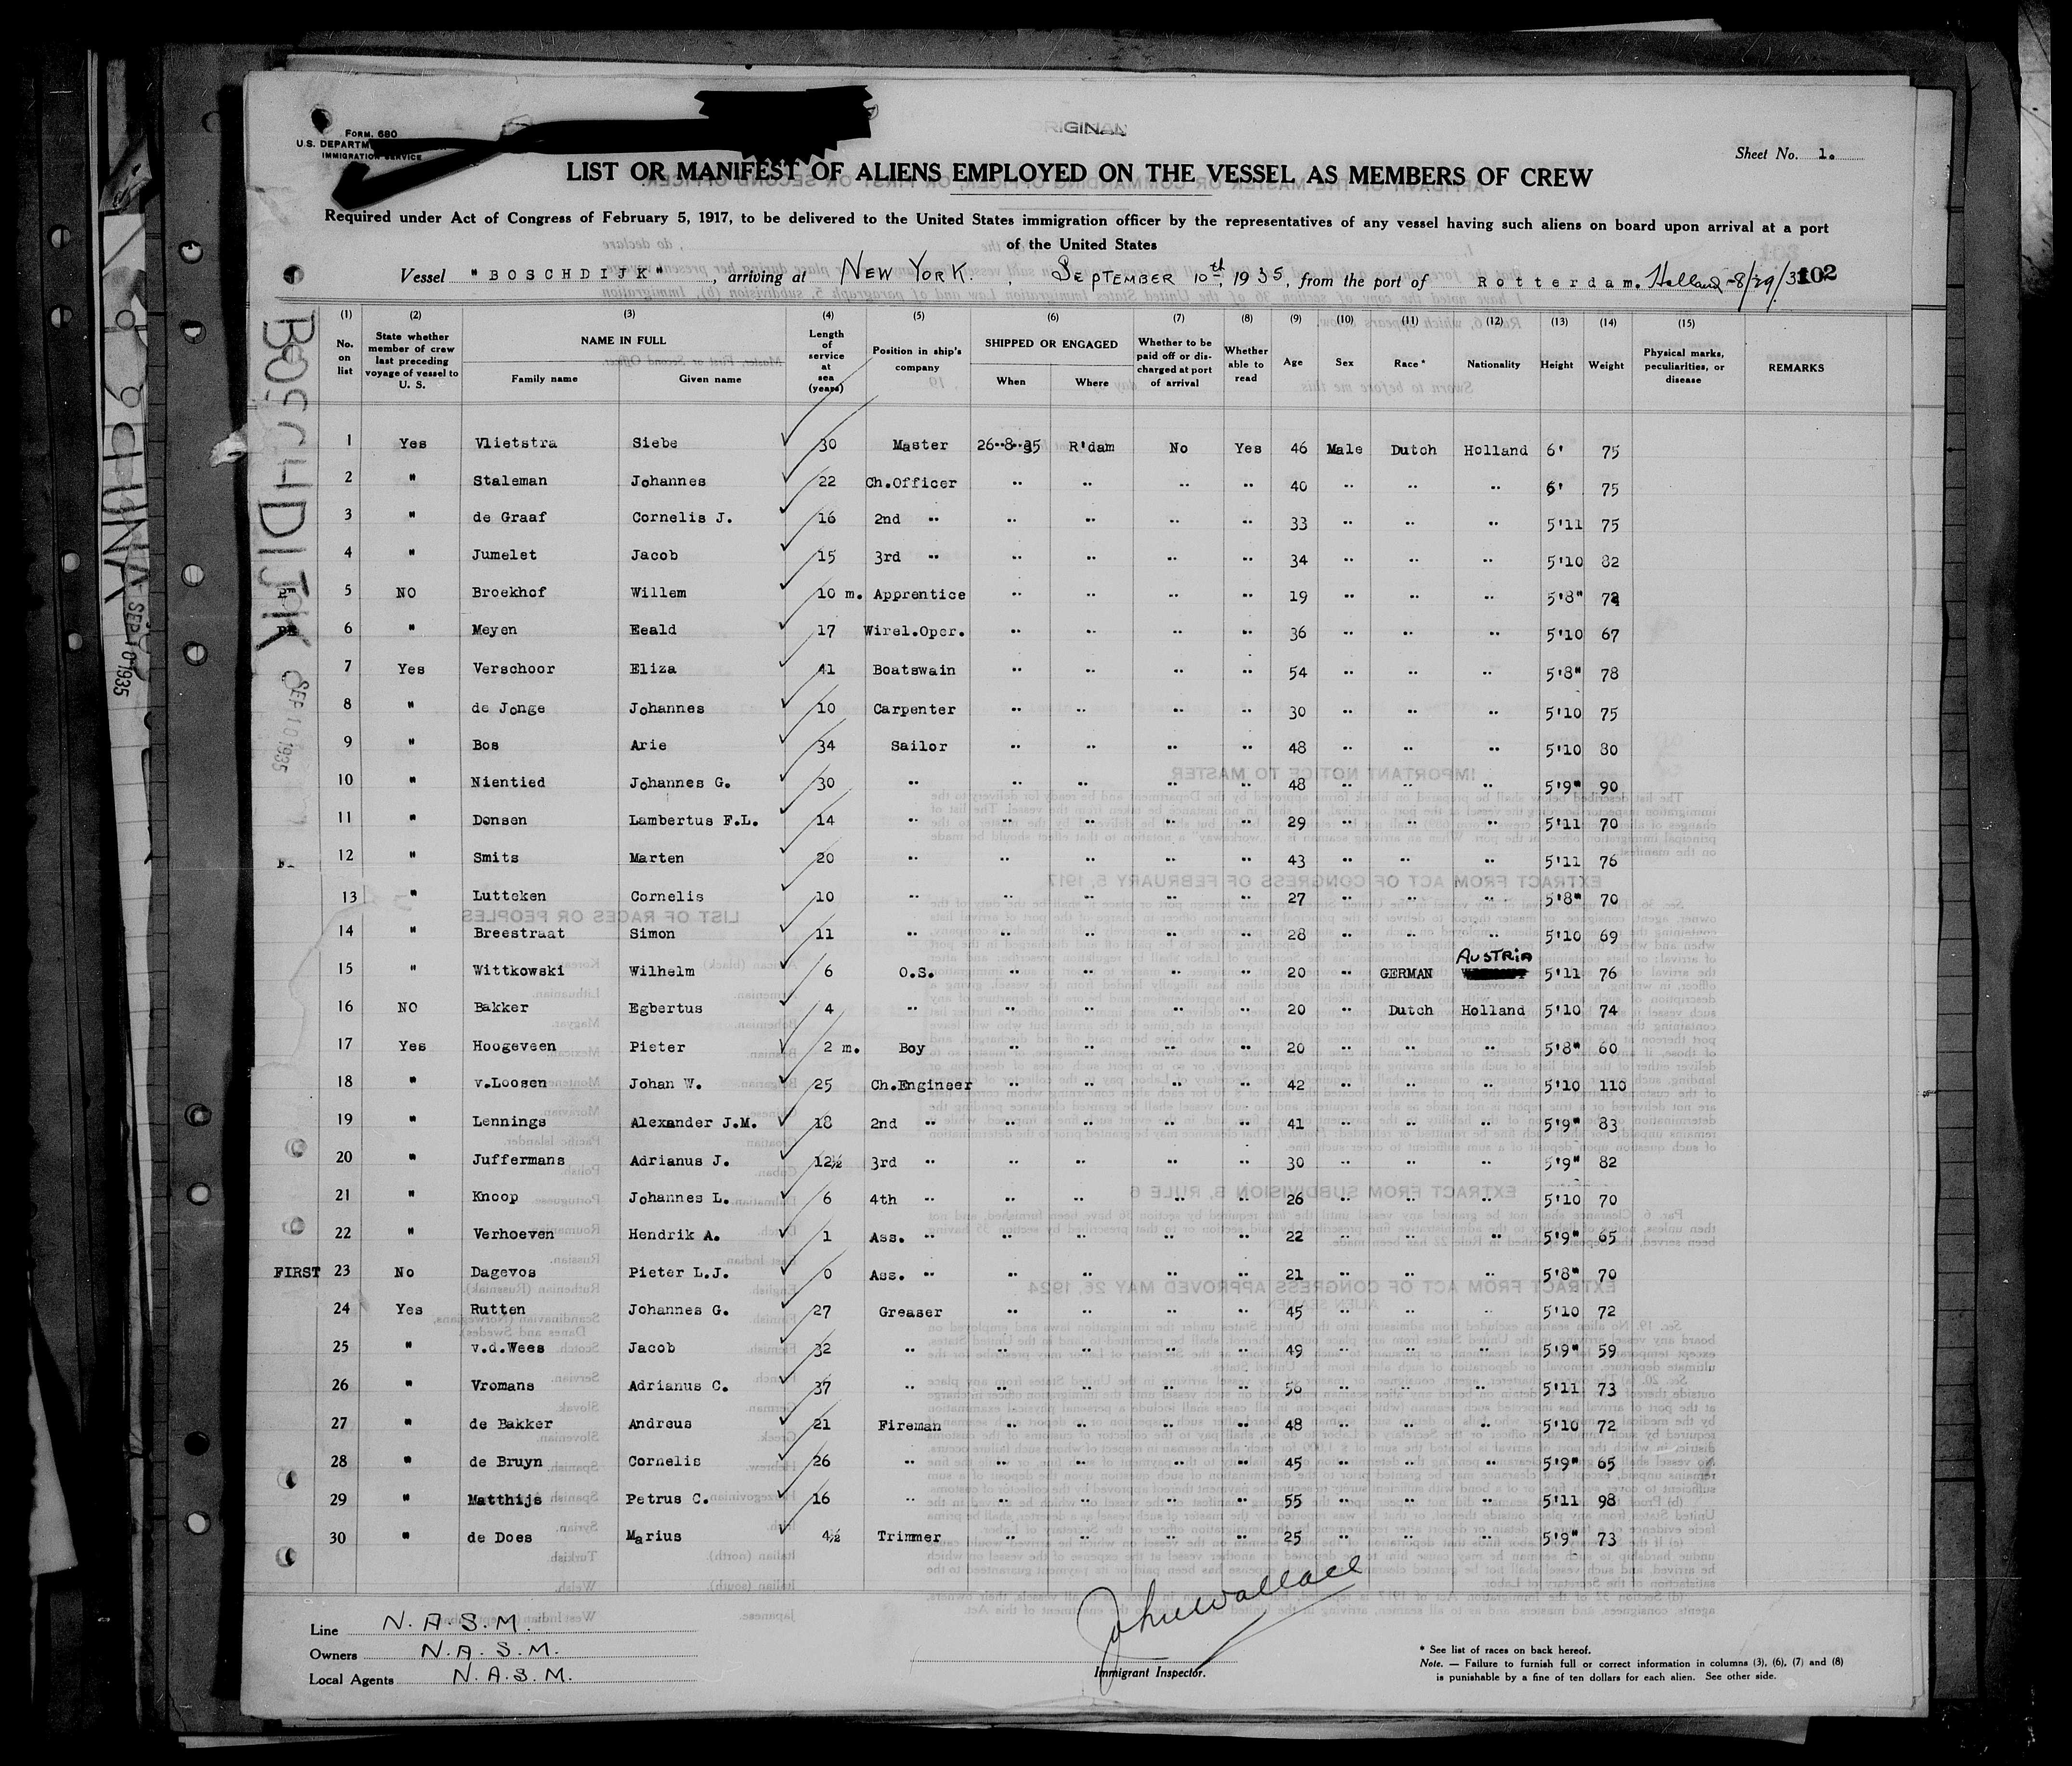 FORM. 680
U.S. DEPARTM
IMMIGRATION SERVICE
RIGINAL
Sheet No. 1.
LIST OR MANIFEST OF ALIENS EMPLOYED ON THE VESSEL AS MEMBERS OF CREW
Required under Act of Congress of February 5, 1917, to be delivered to the United States immigration officer by the representatives of any vessel having such aliens on board upon arrival at a port
of the United States
Vessel "BOSCHDIJK", arriving at NEW YORK., SEPTEMBER 10th, 1935, from the port of Rotterdam. Holland - 8/29/3 102
(1) (2) (3) (4) (5) (6) (7) (8) (9) (10) (11) (12) (13) (14) (15)
No. on list State whether member of crew last preceding voyage of vessel to U. S. NAME IN FULL Family name Given name Length of service at sea (years) Position in ship's company SHIPPED OR ENGAGED When Where Whether to be paid off or discharged at port of arrival Whether able to read Age Sex Race* Nationality Height Weight Physical marks, peculiarities, or disease REMARKS
1 Yes Vlietstra Siebe 30 Master 26-8-35 R'dam No Yes 46 Male Dutch Holland 6' 75
2 " Staleman Johannes 22 Ch.Officer " " " " 40 " " " 6' 75
3 " de Graaf Cornelis J. 16 2nd " " " " " 33 " " " 5'11 75
4 " Jumelet Jacob 15 3rd " " " " " 34 " " " 5'10 82
5 NO Broekhof Willem 10 m. Apprentice " " " " 19 " " " 5'8" 72
6 " Meyen Eeald 17 Wirel.Oper. " " " " 36 " " " 5'10 67
7 Yes Verschoor Eliza 41 Boatswain " " " " 54 " " " 5'8" 78
8 " de Jonge Johannes 10 Carpenter " " " " 30 " " " 5'10 75
9 " Bos Arie 34 Sailor " " " " 48 " " " 5'10 80
10 " Nientied Johannes G. 30 " " " " " 48 " " " 5'9" 90
11 " Donsen Lambertus F.L. 14 " " " " " 29 " " " 5'11 70
12 " Smits Marten 20 " " " " " 43 " " " 5'11 76
13 " Lutteken Cornelis 10 " " " " " 27 " " " 5'8" 70
14 " Breestraat Simon 11 " " " " " 28 " " " 5'10 69
15 " Wittkowski Wilhelm 6 O.S. " " " " 20 " GERMAN AUSTRIA 5'11 76
16 NO Bakker Egbertus 4 " " " " " 20 " Dutch Holland 5'10 74
17 Yes Hoogeveen Pieter 2 m. Boy " " " " 20 " " " 5'8" 60
18 " v.Loosen Johan W. 25 Ch.Engineer " " " " 42 " " " 5'10 110
19 " Lennings Alexander J.M. 18 2nd " " " " " 41 " " " 5'9" 83
20 " Juffermans Adrianus J. 12½ 3rd " " " " " 30 " " " 5'9" 82
21 " Knoop Johannes L. 6 4th " " " " " 26 " " " 5'10 70
22 " Verhoeven Hendrik A. 1 Ass. " " " " " 22 " " " 5'9" 65
FIRST 23 No Dagevos Pieter L.J. 0 Ass. " " " " " 21 " " " 5'8" 70
24 Yes Rutten Johannes G. 27 Greaser " " " " 45 " " " 5'10 72
25 " v.d.Wees Jacob 32 " " " " " 49 " " " 5'9" 59
26 " Vromans Adrianus C. 37 " " " " " 56 " " " 5'11 73
27 " de Bakker Andreus 21 Fireman " " " " 48 " " " 5'10 72
28 " de Bruyn Cornelis 26 " " " " " 45 " " " 5'9" 65
29 " Matthijs Petrus C. 16 " " " " " 55 " " " 5'11 98
30 " de Does Marius 4½ Trimmer " " " " 25 " " " 5'9" 73
Line N.A.S.M.
Owners N.A.S.M.
Local Agents N.A.S.M.
John Wallace
Immigrant Inspector.
* See list of races on back hereof.
Note. — Failure to furnish full or correct information in columns (3), (6), (7) and (8)
is punishable by a fine of ten dollars for each alien. See other side.
BOSCHDIJK
SEP 10 1935
SEP 10 1935